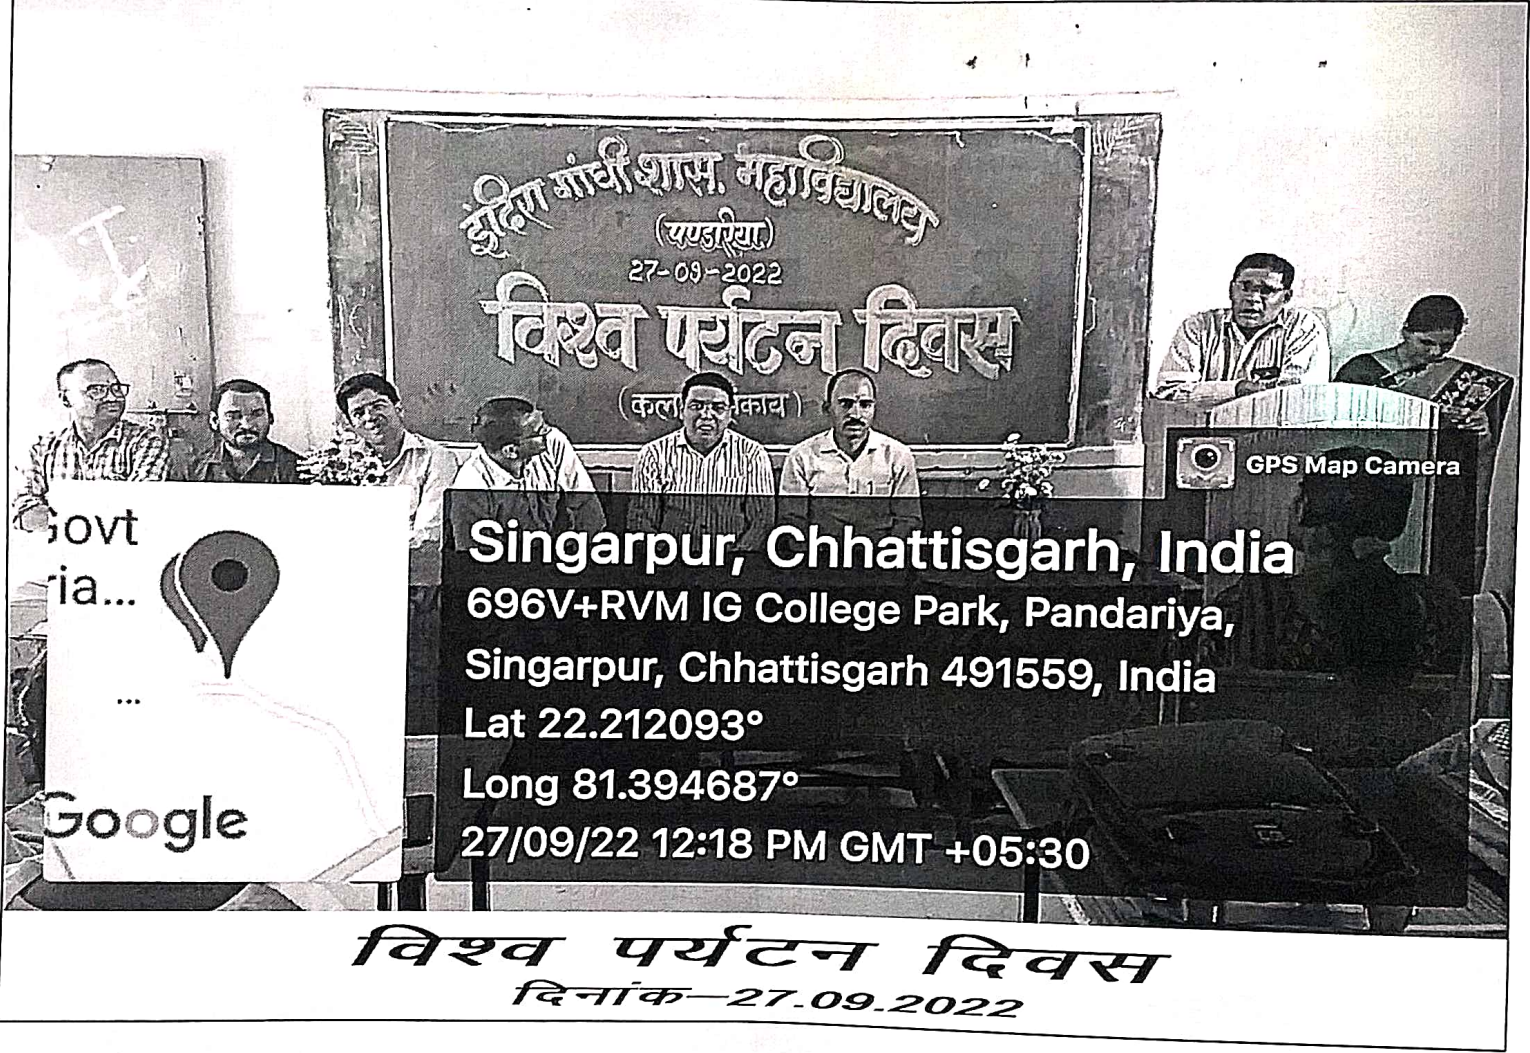 इंदिरा गांधी शास. महाविद्यालय
(पण्डरिया)
27-09-2022
विश्व पर्यटन दिवस
GPS Map Camera
Govt
ria...
...
Google
Singarpur, Chhattisgarh, India
696V+RVM IG College Park, Pandariya,
Singarpur, Chhattisgarh 491559, India
Lat 22.212093°
Long 81.394687°
27/09/22 12:18 PM GMT +05:30
विश्व पर्यटन दिवस
दिनांक—27.09.2022